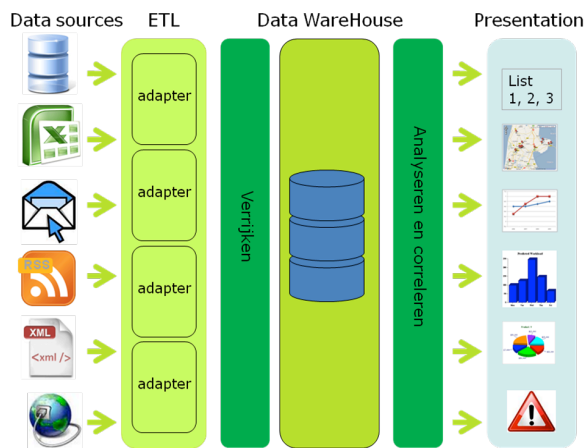 Data sources
ETL
Data WareHouse
Presentation
adapter
adapter
adapter
adapter
Verrijken
Analyseren en correleren
List
1, 2, 3
RSS
XML
<xml />